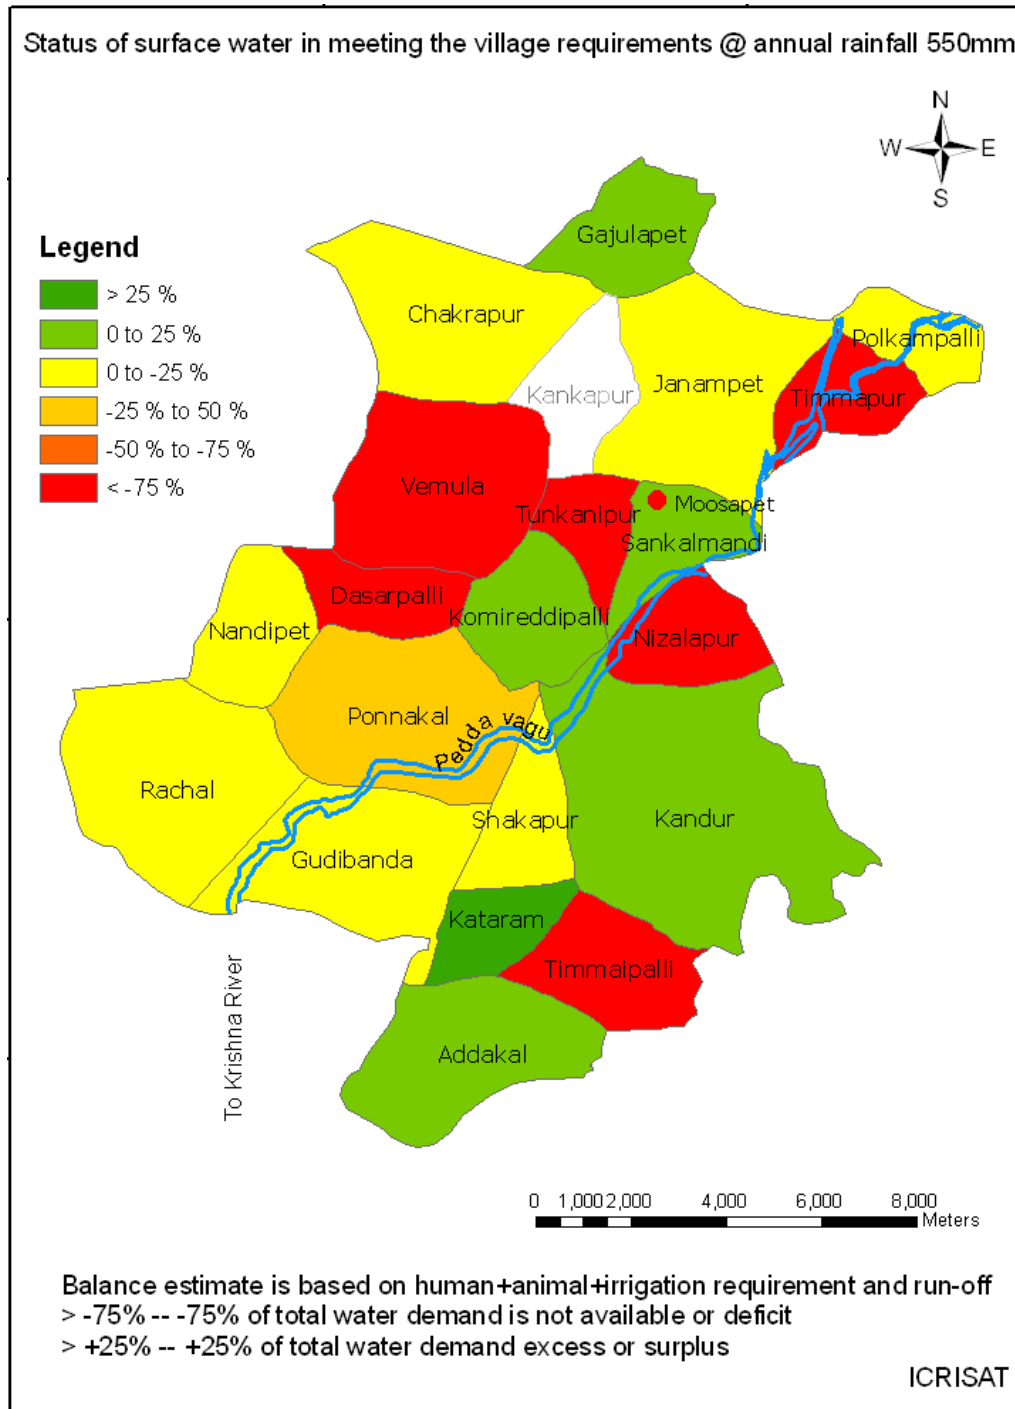 Status of surface water in meeting the village requirements @ annual rainfall 550mm
N
W E
S
Gajulapet
Legend
> 25 %
0 to 25 %
0 to -25 %
-25 % to 50 %
-50 % to -75 %
< -75 %
Chakrapur
Polkampalli
Kankapur
Janampet
Timmapur
Vemula
Tunkanipur
Moosapet
Sankalmandi
Dasarpalli
Komireddipalli
Nandipet
Nizalapur
Ponnakal
Pedda vagu
Rachal
Shakapur
Kandur
Gudibanda
Kataram
Timmaipalli
To Krishna River
Addakal
0 1,000 2,000 4,000 6,000 8,000
Meters
Balance estimate is based on human+animal+irrigation requirement and run-off
> -75% -- -75% of total water demand is not available or deficit
> +25% -- +25% of total water demand excess or surplus
ICRISAT